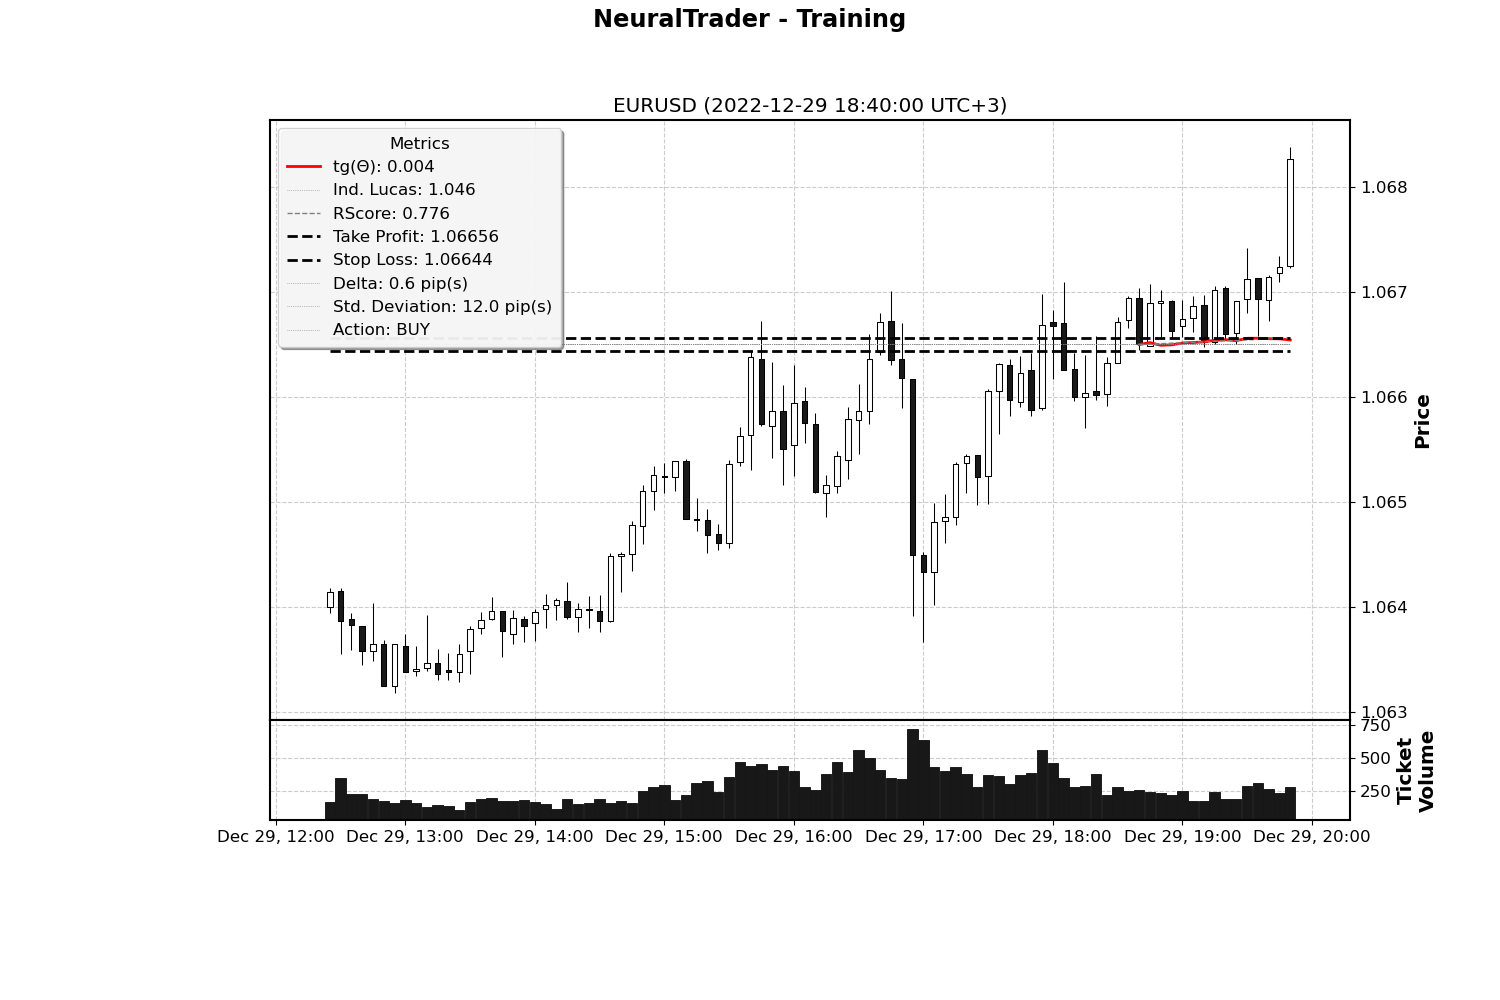 NeuralTrader - Training
EURUSD (2022-12-29 18:40:00 UTC+3)
Metrics
tg(Θ): 0.004
Ind. Lucas: 1.046
RScore: 0.776
Take Profit: 1.06656
Stop Loss: 1.06644
Delta: 0.6 pip(s)
Std. Deviation: 12.0 pip(s)
Action: BUY
1.068
1.067
1.066
1.065
1.064
1.063
Price
750
500
250
Ticket
Volume
Dec 29, 12:00 Dec 29, 13:00 Dec 29, 14:00 Dec 29, 15:00 Dec 29, 16:00 Dec 29, 17:00 Dec 29, 18:00 Dec 29, 19:00 Dec 29, 20:00